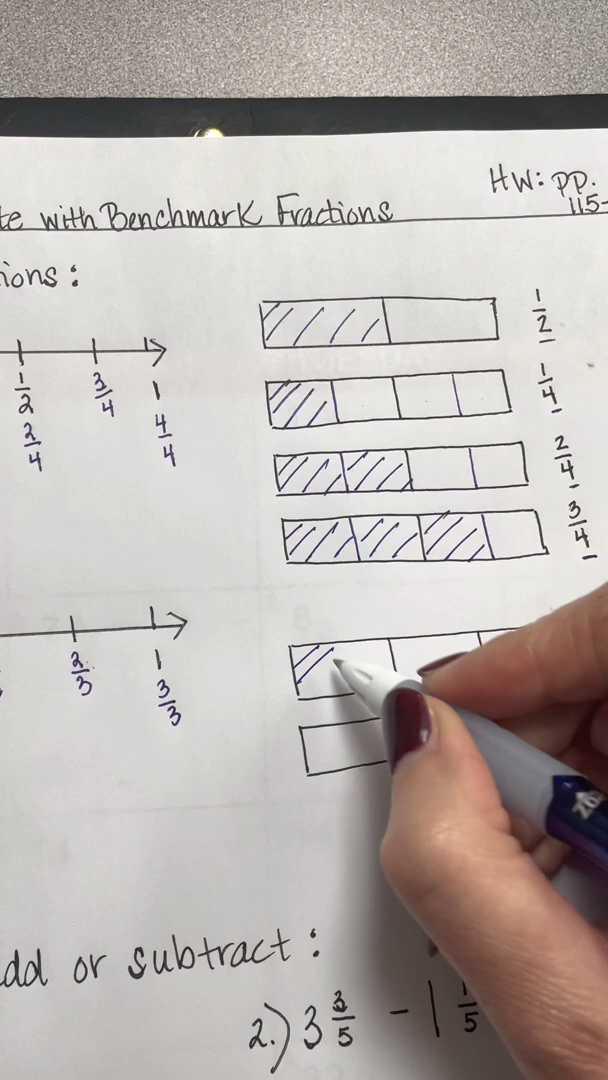 HW: pp.
115-
te with Benchmark Fractions
ions:
1/2
1/4
2/4
3/4
1/2 3/4 1
2/4 4/4
2/3 1
3/3
dd or subtract:
2.) 3 3/5 - 1 1/5